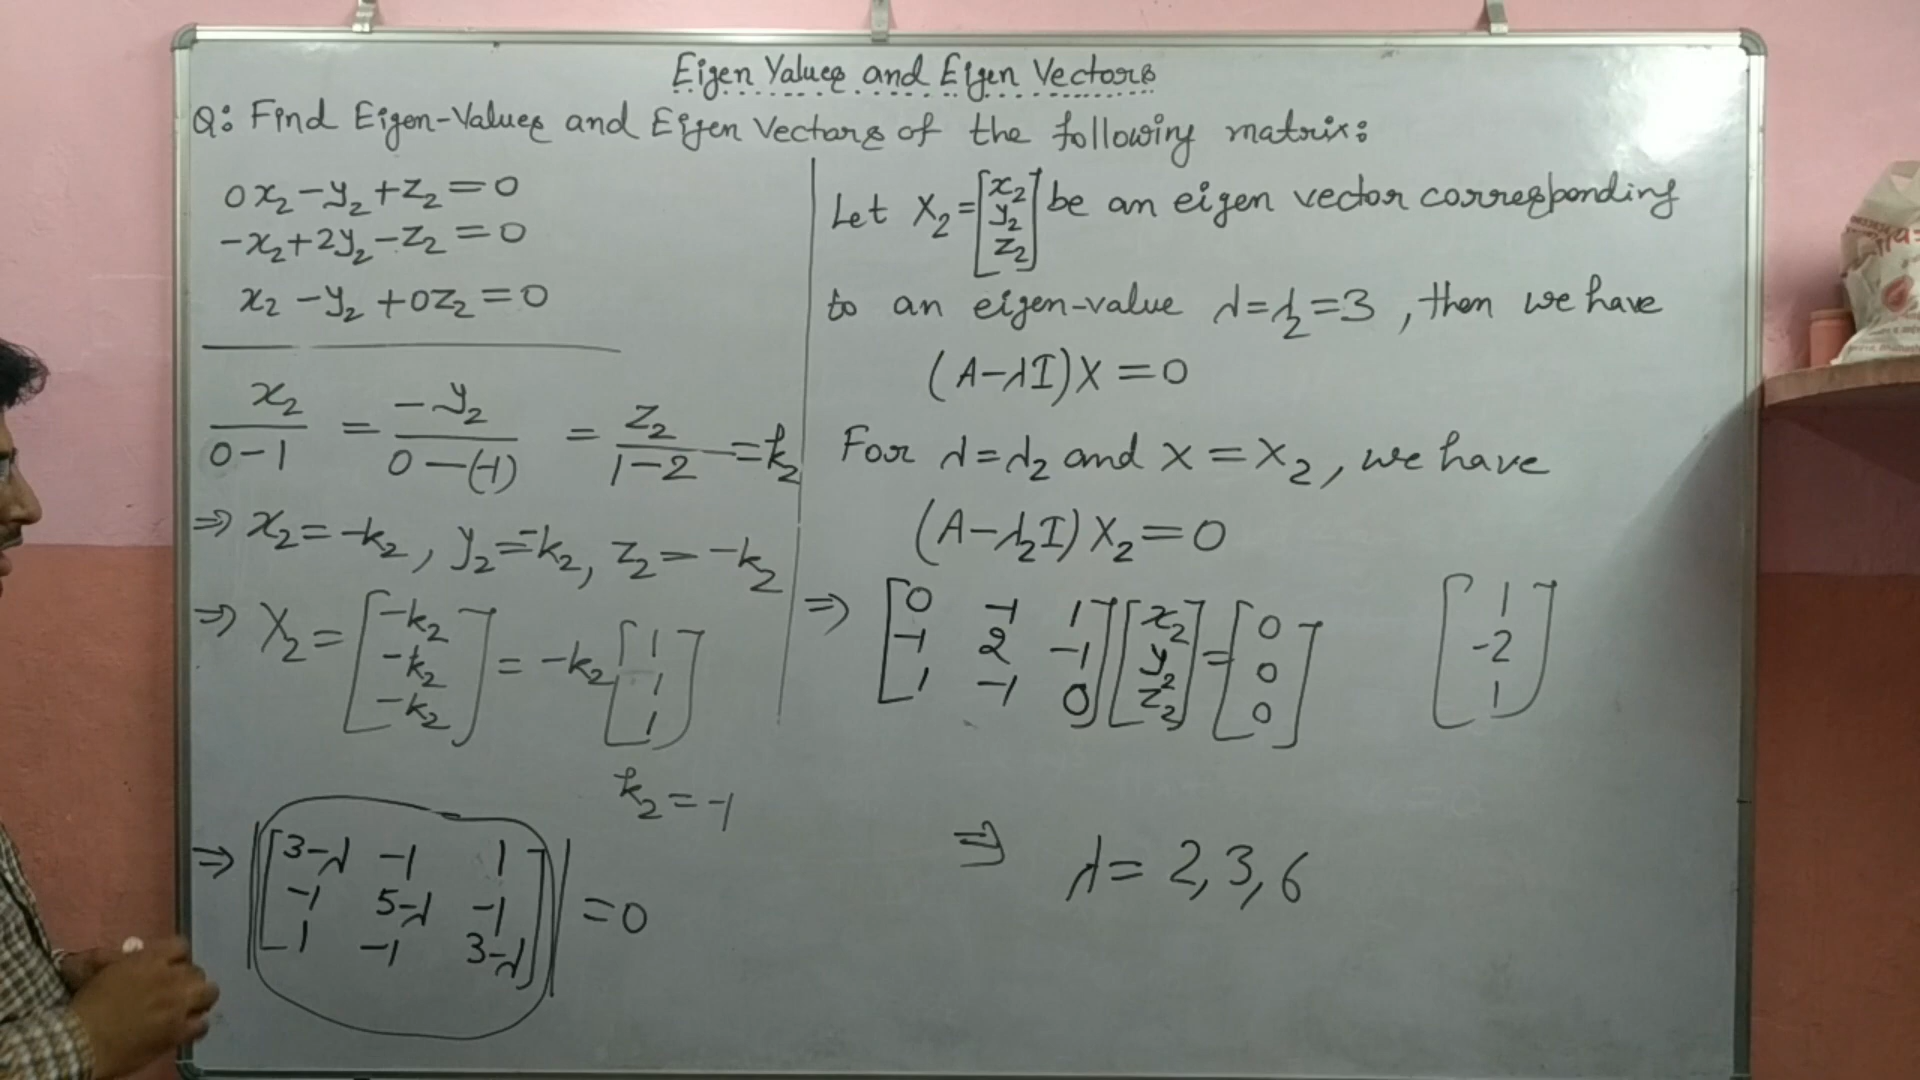 Eigen Values and Eigen Vectors
Q: Find Eigen-Values and Eigen Vectors of the following matrix:
0x₂-y₂+z₂=0
-x₂+2y₂-z₂=0
x₂-y₂+0z₂=0
x₂/(0-1) = -y₂/(0-(-1)) = z₂/(1-2) = k₂
⇒ x₂=-k₂, y₂=-k₂, z₂=-k₂
⇒ X₂ = [-k₂ -k₂ -k₂] = -k₂ [1 1 1]
k₂=-1
⇒ |[3-λ -1 1
-1 5-λ -1
1 -1 3-λ]| = 0
Let X₂ = [x₂ y₂ z₂] be an eigen vector corresponding
to an eigen-value λ=λ₂=3, then we have
(A-λI)X=0
For λ=λ₂ and X=X₂, we have
(A-λ₂I)X₂=0
⇒ [0 -1 1
-1 2 -1
1 -1 0] [x₂ y₂ z₂] = [0 0 0]
[1 -2 1]
⇒ λ= 2, 3, 6